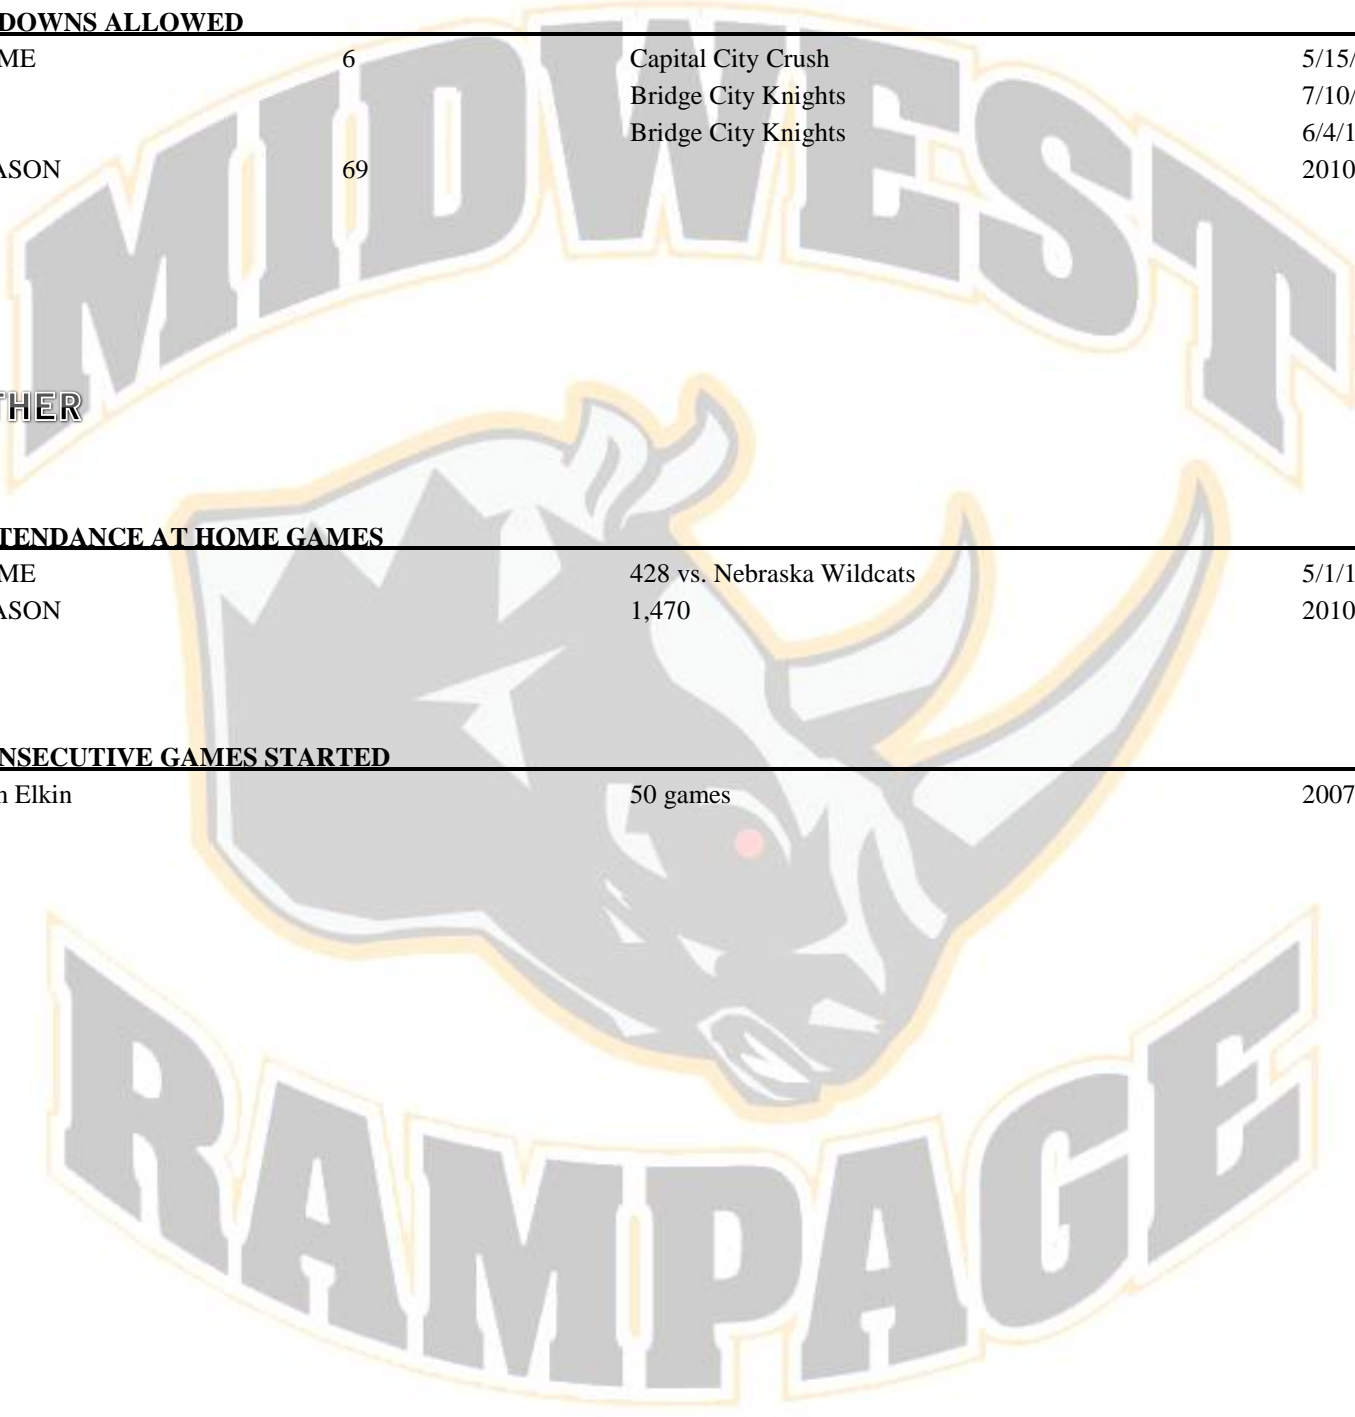 DOWNS ALLOWED
ME 6 Capital City Crush 5/15/
Bridge City Knights 7/10/
Bridge City Knights 6/4/1
ASON 69 2010
MIDWEST
THER
TENDANCE AT HOME GAMES
ME 428 vs. Nebraska Wildcats 5/1/1
ASON 1,470 2010
NSECUTIVE GAMES STARTED
n Elkin 50 games 2007
RAMPAGE